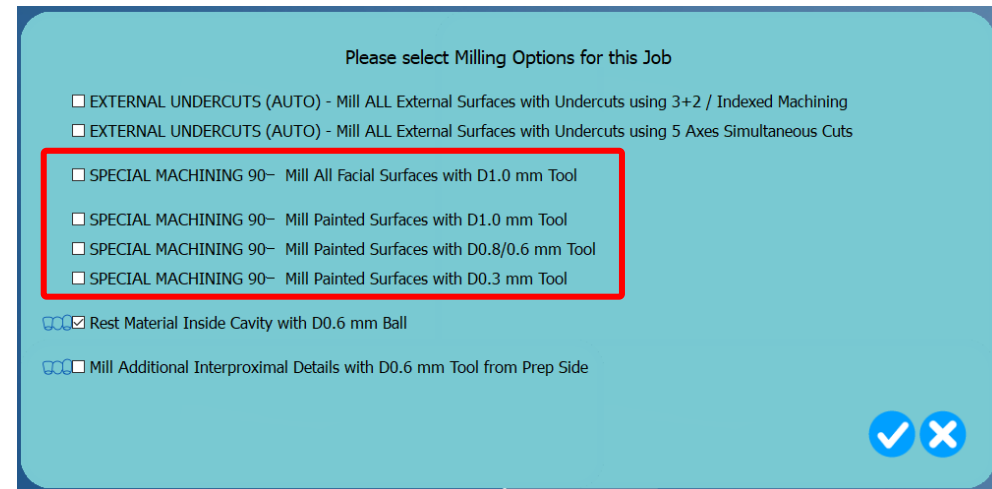 Please select Milling Options for this Job
EXTERNAL UNDERCUTS (AUTO) - Mill ALL External Surfaces with Undercuts using 3+2 / Indexed Machining
EXTERNAL UNDERCUTS (AUTO) - Mill ALL External Surfaces with Undercuts using 5 Axes Simultaneous Cuts
SPECIAL MACHINING 90– Mill All Facial Surfaces with D1.0 mm Tool
SPECIAL MACHINING 90– Mill Painted Surfaces with D1.0 mm Tool
SPECIAL MACHINING 90– Mill Painted Surfaces with D0.8/0.6 mm Tool
SPECIAL MACHINING 90– Mill Painted Surfaces with D0.3 mm Tool
Rest Material Inside Cavity with D0.6 mm Ball
Mill Additional Interproximal Details with D0.6 mm Tool from Prep Side